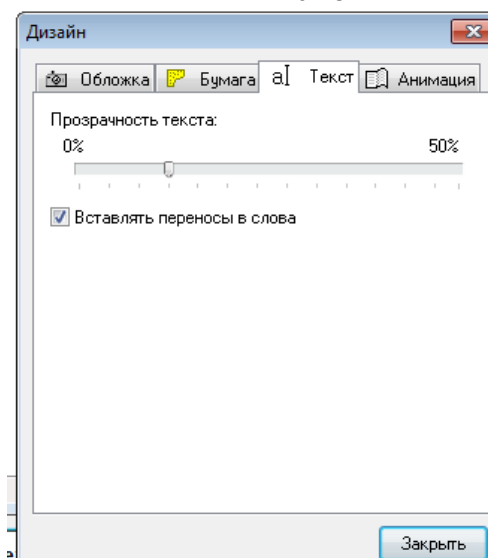 Дизайн
Обложка Бумага Текст Анимация
Прозрачность текста:
0% 50%
Вставлять переносы в слова
Закрыть